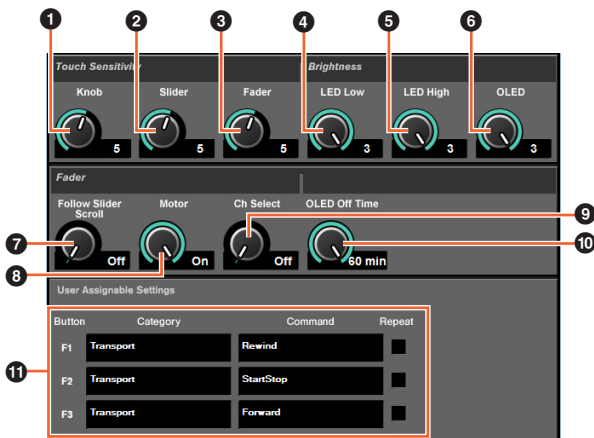 1 2 3 4 5 6
Touch Sensitivity Brightness
Knob Slider Fader LED Low LED High OLED
5 5 5 3 3 3
Fader
Follow Slider Scroll Motor Ch Select OLED Off Time
Off On Off 60 min
7 8 9 10
User Assignable Settings
Button Category Command Repeat
F1 Transport Rewind
F2 Transport StartStop
F3 Transport Forward
11